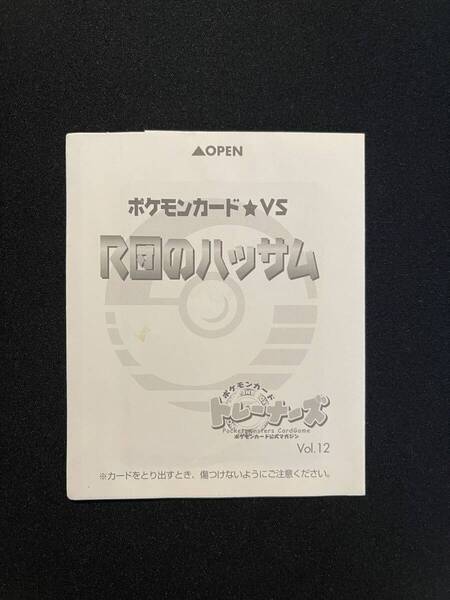 ▲OPEN
ポケモンカード★VS
R団のハッサム
ポケモンカード
トレーナーズ
PocketMonsters CardGame
ポケモンカード公式マガジン
Vol.12
※カードをとり出すとき、傷つけないようにご注意ください。